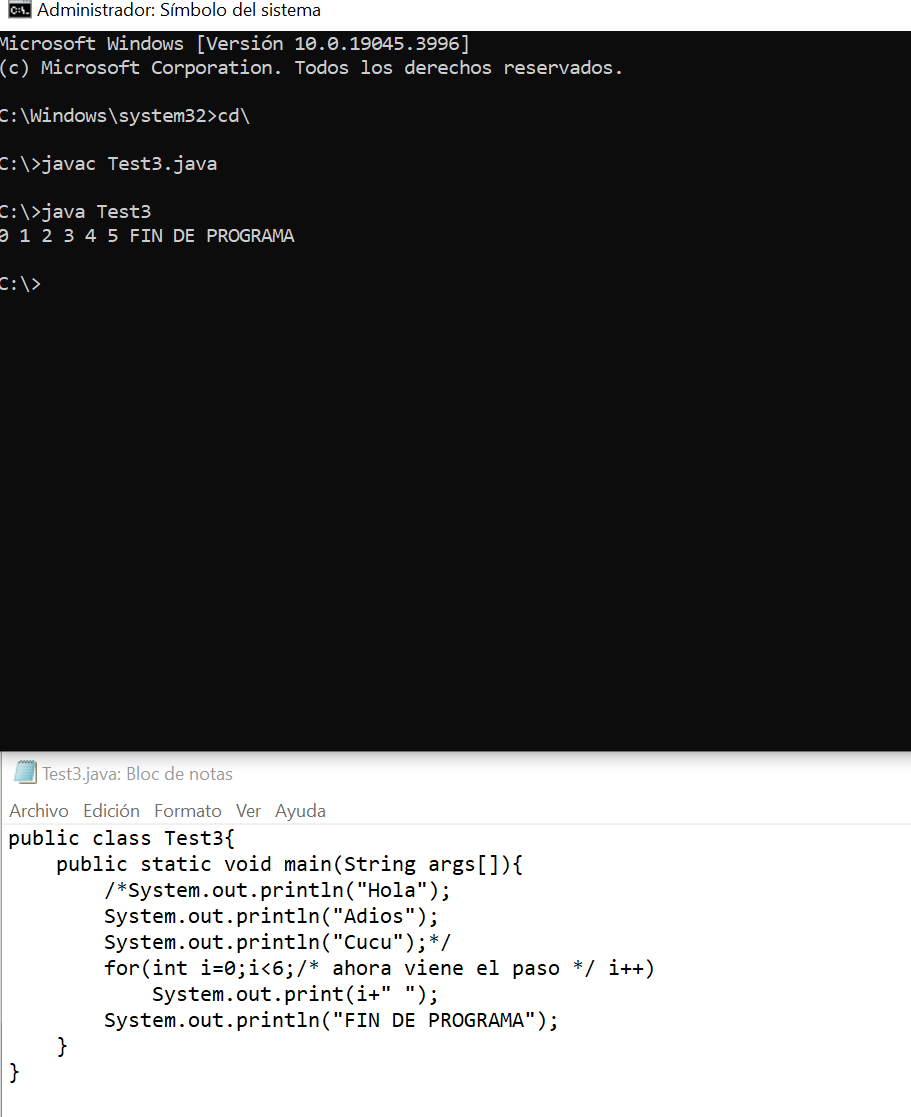 Administrador: Símbolo del sistema
Microsoft Windows [Versión 10.0.19045.3996]
(c) Microsoft Corporation. Todos los derechos reservados.
C:\Windows\system32>cd\
C:\>javac Test3.java
C:\>java Test3
0 1 2 3 4 5 FIN DE PROGRAMA
C:\>
Test3.java: Bloc de notas
Archivo Edición Formato Ver Ayuda
public class Test3{
    public static void main(String args[]){
        /*System.out.println("Hola");
        System.out.println("Adios");
        System.out.println("Cucu");*/
        for(int i=0;i<6;/* ahora viene el paso */ i++)
            System.out.print(i+" ");
        System.out.println("FIN DE PROGRAMA");
    }
}